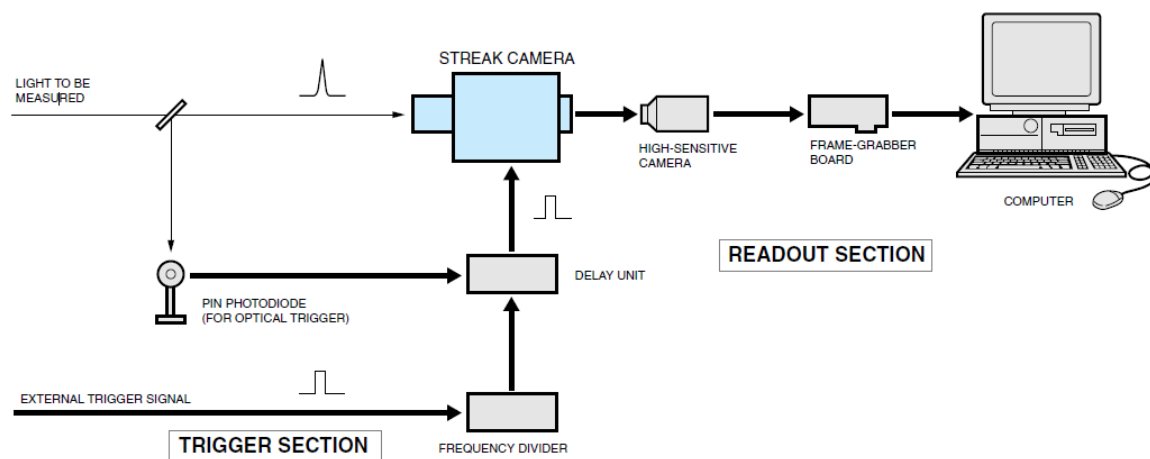 STREAK CAMERA
LIGHT TO BE
MEASURED
HIGH-SENSITIVE
CAMERA
FRAME-GRABBER
BOARD
COMPUTER
READOUT SECTION
DELAY UNIT
PIN PHOTODIODE
(FOR OPTICAL TRIGGER)
EXTERNAL TRIGGER SIGNAL
TRIGGER SECTION
FREQUENCY DIVIDER